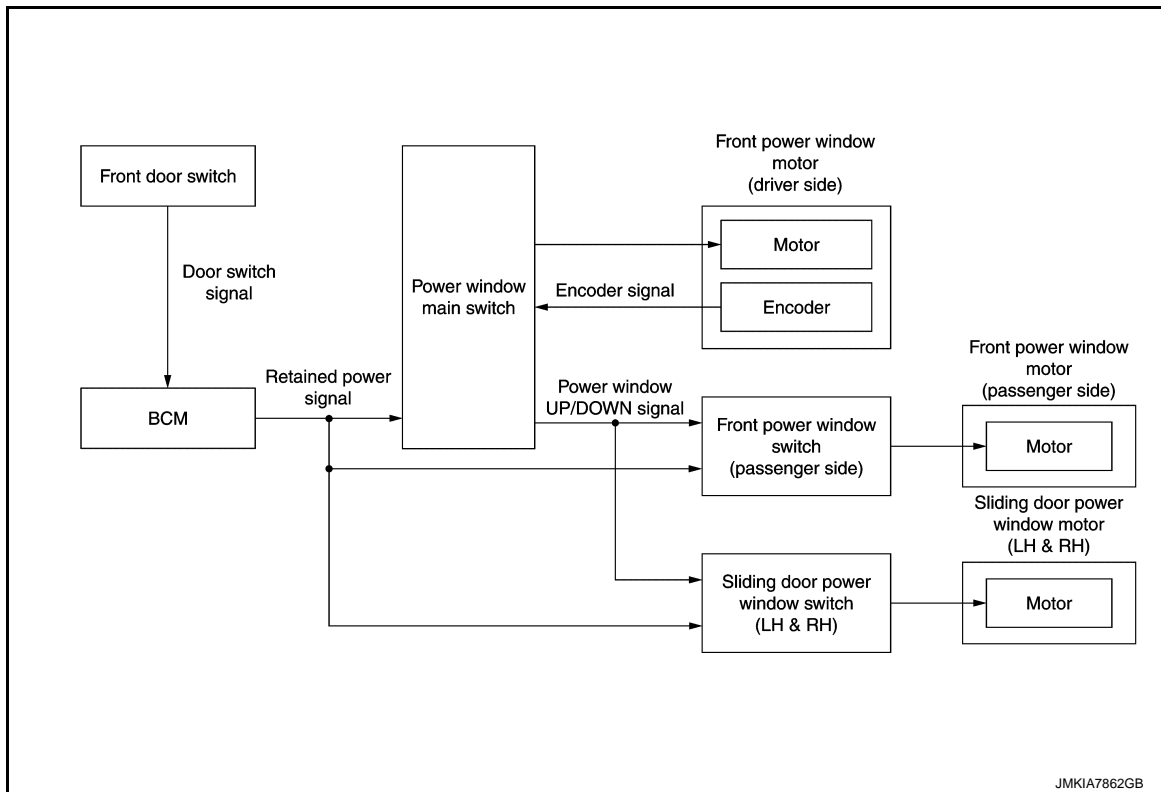 Front door switch
Door switch
signal
BCM
Retained power
signal
Power window
main switch
Front power window
motor
(driver side)
Motor
Encoder signal
Encoder
Power window
UP/DOWN signal
Front power window
switch
(passenger side)
Front power window
motor
(passenger side)
Motor
Sliding door power
window switch
(LH & RH)
Sliding door power
window motor
(LH & RH)
Motor
JMKIA7862GB